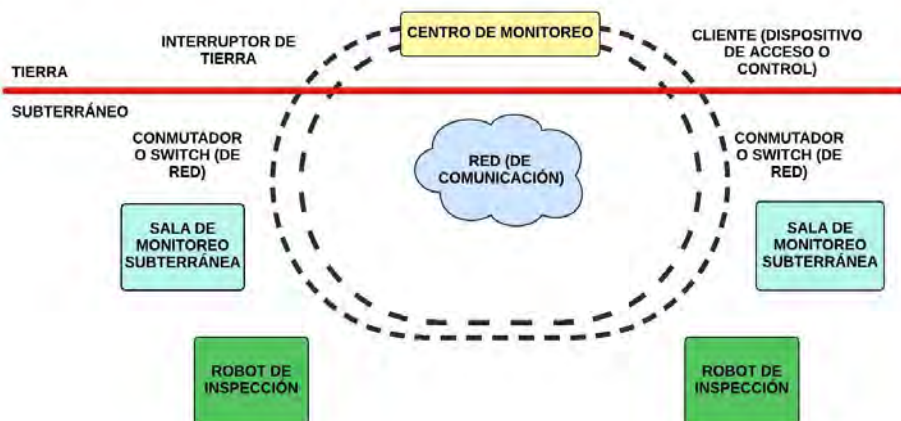 CENTRO DE MONITOREO
INTERRUPTOR DE
TIERRA
CLIENTE (DISPOSITIVO
DE ACCESO O
CONTROL)
TIERRA
SUBTERRÁNEO
CONMUTADOR
O SWITCH (DE
RED)
RED (DE
COMUNICACIÓN)
CONMUTADOR
O SWITCH (DE
RED)
SALA DE
MONITOREO
SUBTERRÁNEA
SALA DE
MONITOREO
SUBTERRÁNEA
ROBOT DE
INSPECCIÓN
ROBOT DE
INSPECCIÓN